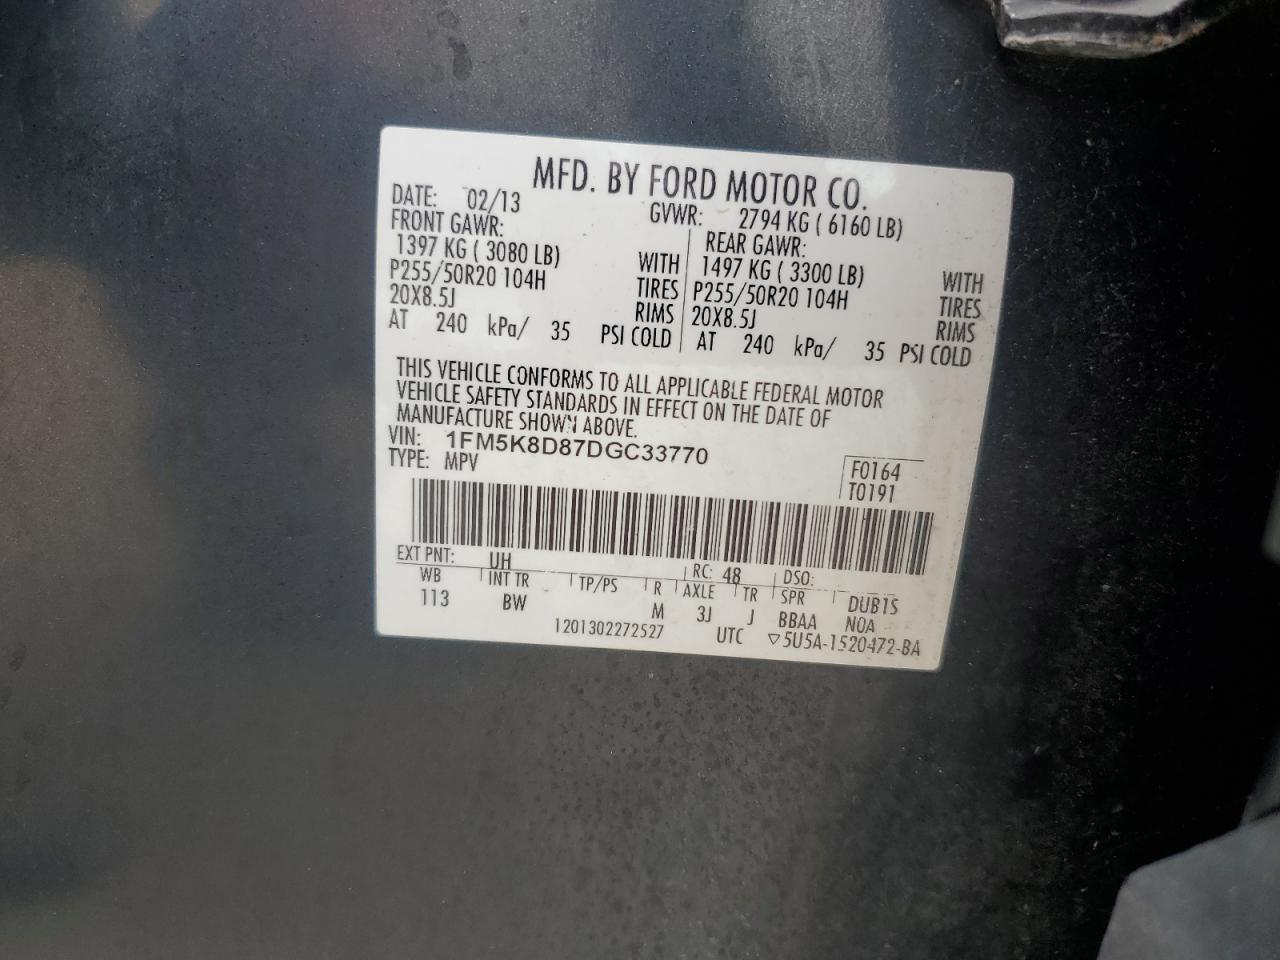 MFD. BY FORD MOTOR CO.
DATE: 02/13 GVWR: 2794 KG ( 6160 LB)
FRONT GAWR: REAR GAWR:
1397 KG ( 3080 LB) WITH 1497 KG ( 3300 LB) WITH
P255/50R20 104H TIRES P255/50R20 104H TIRES
20X8.5J RIMS 20X8.5J RIMS
AT 240 kPa/ 35 PSI COLD AT 240 kPa/ 35 PSI COLD
THIS VEHICLE CONFORMS TO ALL APPLICABLE FEDERAL MOTOR
VEHICLE SAFETY STANDARDS IN EFFECT ON THE DATE OF
MANUFACTURE SHOWN ABOVE.
VIN: 1FM5K8D87DGC33770
TYPE: MPV
F0164
T0191
EXT PNT: UH RC: 48 DSO:
WB INT TR TP/PS R AXLE TR SPR DUB1S
113 BW M 3J J BBAA N0A
1201302272527 UTC ▽5U5A-1520472-BA